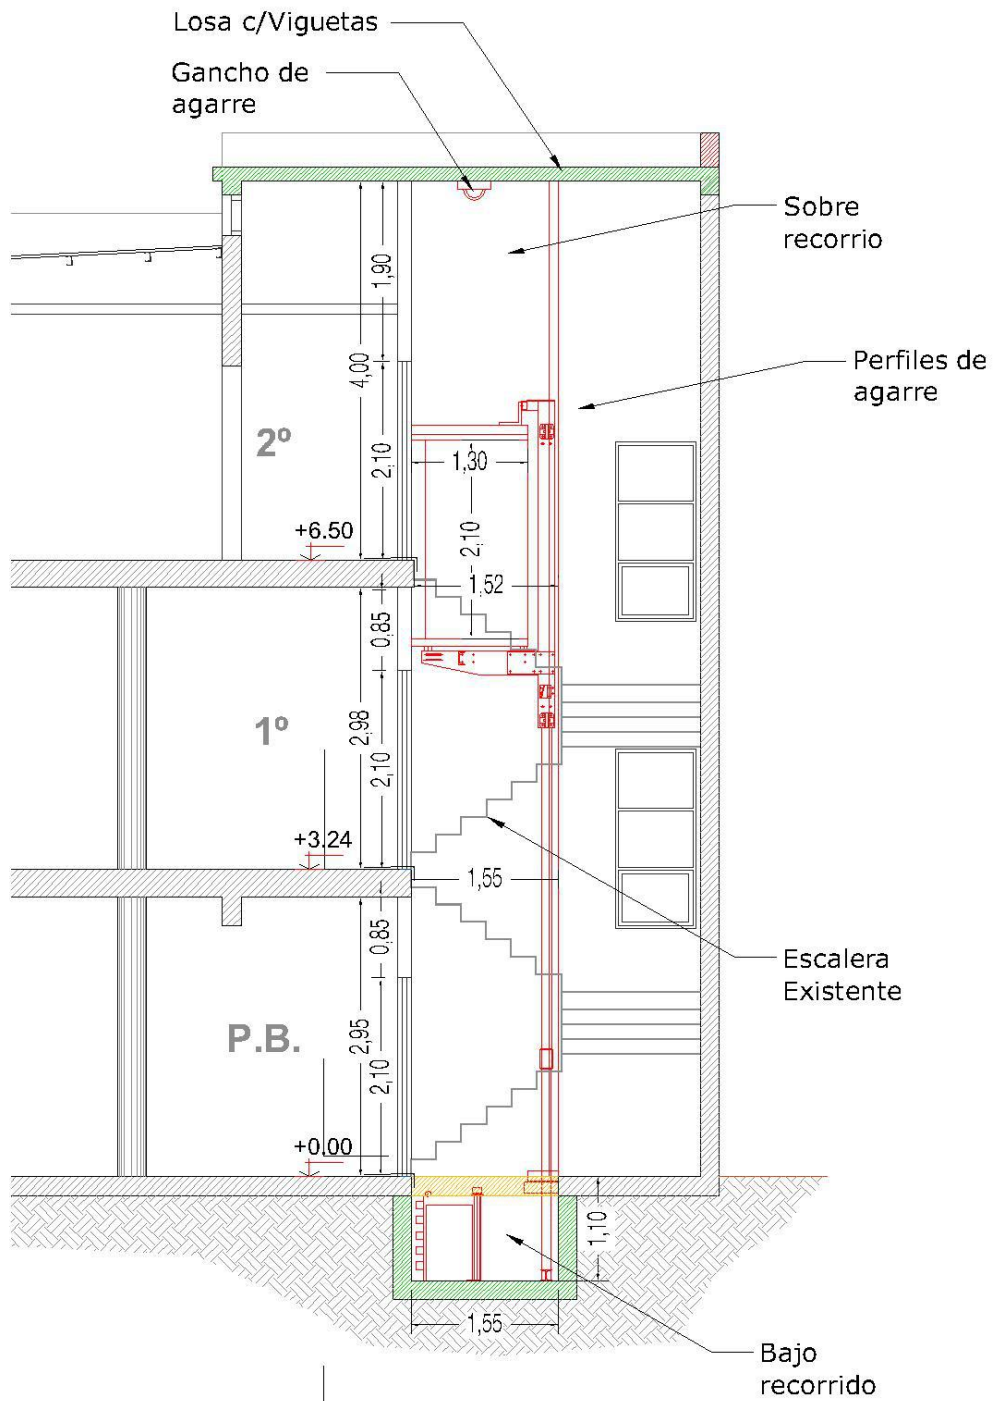 Losa c/Viguetas
Gancho de
agarre
Sobre
recorrio
1,90
4,00
Perfiles de
agarre
2º
2,10
1,30
2,10
+6.50
1,52
0,85
1º
2,98
2,10
+3.24
1,55
0,85
Escalera
Existente
P.B.
2,95
2,10
+0.00
1,10
1,55
Bajo
recorrido